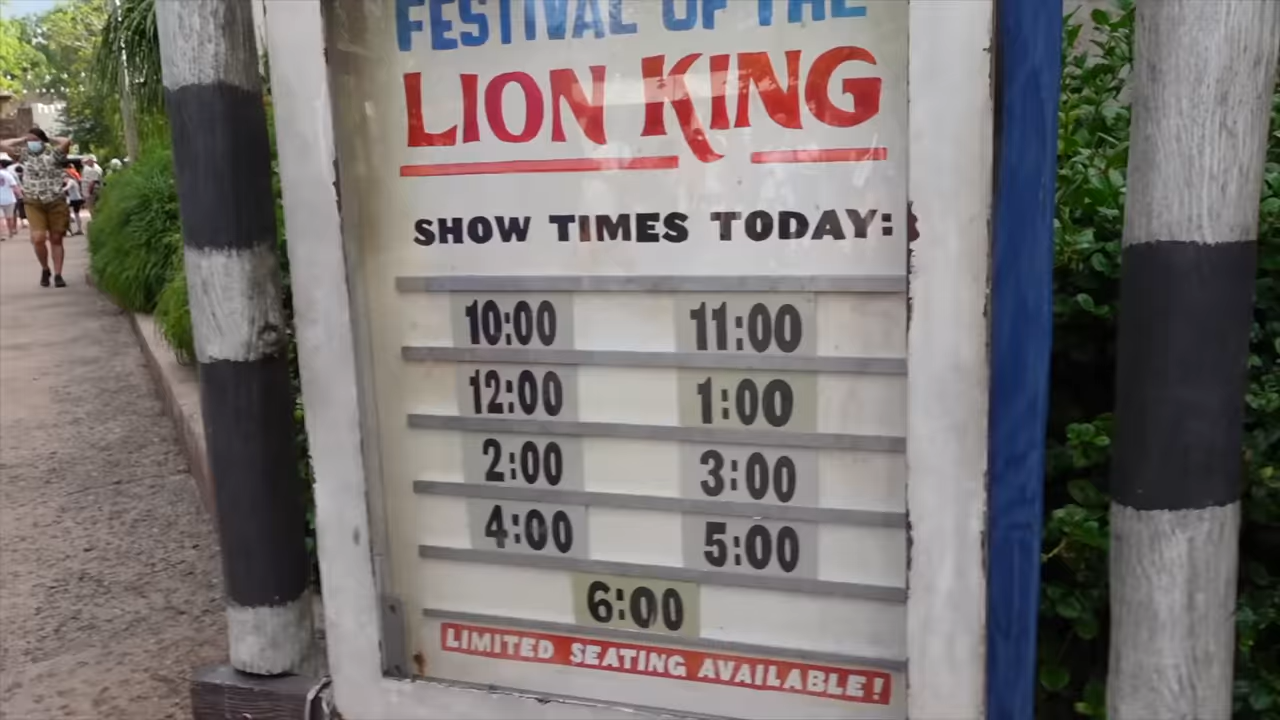 FESTIVAL OF THE
LION KING
SHOW TIMES TODAY:
10:00 11:00
12:00 1:00
2:00 3:00
4:00 5:00
6:00
LIMITED SEATING AVAILABLE!